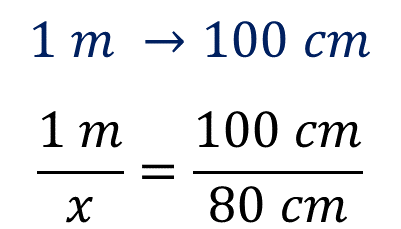 1 m → 100 cm
1 m / x = 100 cm / 80 cm